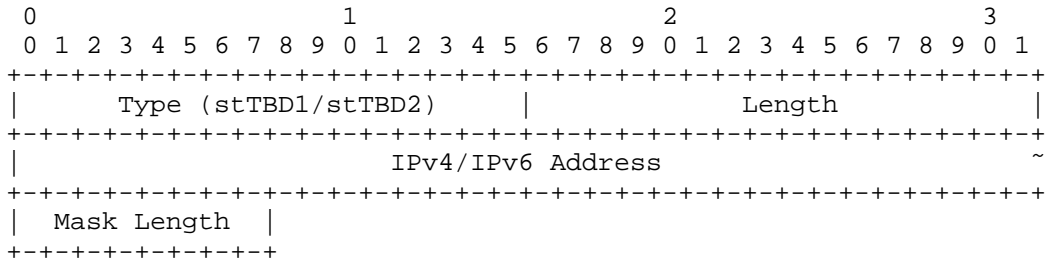 0                   1                   2                   3
 0 1 2 3 4 5 6 7 8 9 0 1 2 3 4 5 6 7 8 9 0 1 2 3 4 5 6 7 8 9 0 1
+-+-+-+-+-+-+-+-+-+-+-+-+-+-+-+-+-+-+-+-+-+-+-+-+-+-+-+-+-+-+-+-+
|      Type (stTBD1/stTBD2)     |             Length            |
+-+-+-+-+-+-+-+-+-+-+-+-+-+-+-+-+-+-+-+-+-+-+-+-+-+-+-+-+-+-+-+-+
|                       IPv4/IPv6 Address                       ~
+-+-+-+-+-+-+-+-+-+-+-+-+-+-+-+-+-+-+-+-+-+-+-+-+-+-+-+-+-+-+-+-+
|  Mask Length  |
+-+-+-+-+-+-+-+-+